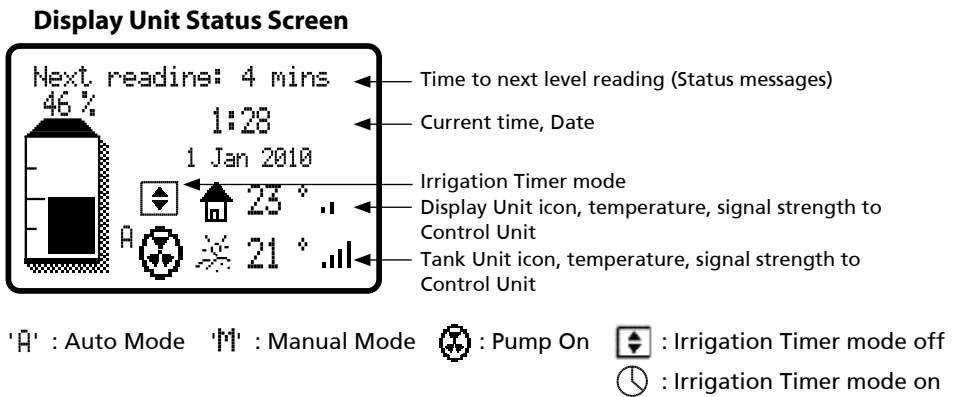 Display Unit Status Screen
Next reading: 4 mins
46 %
1:28
1 Jan 2010
23 °
A
21 °
Time to next level reading (Status messages)
Current time, Date
Irrigation Timer mode
Display Unit icon, temperature, signal strength to
Control Unit
Tank Unit icon, temperature, signal strength to
Control Unit
'A' : Auto Mode 'M' : Manual Mode : Pump On : Irrigation Timer mode off
: Irrigation Timer mode on